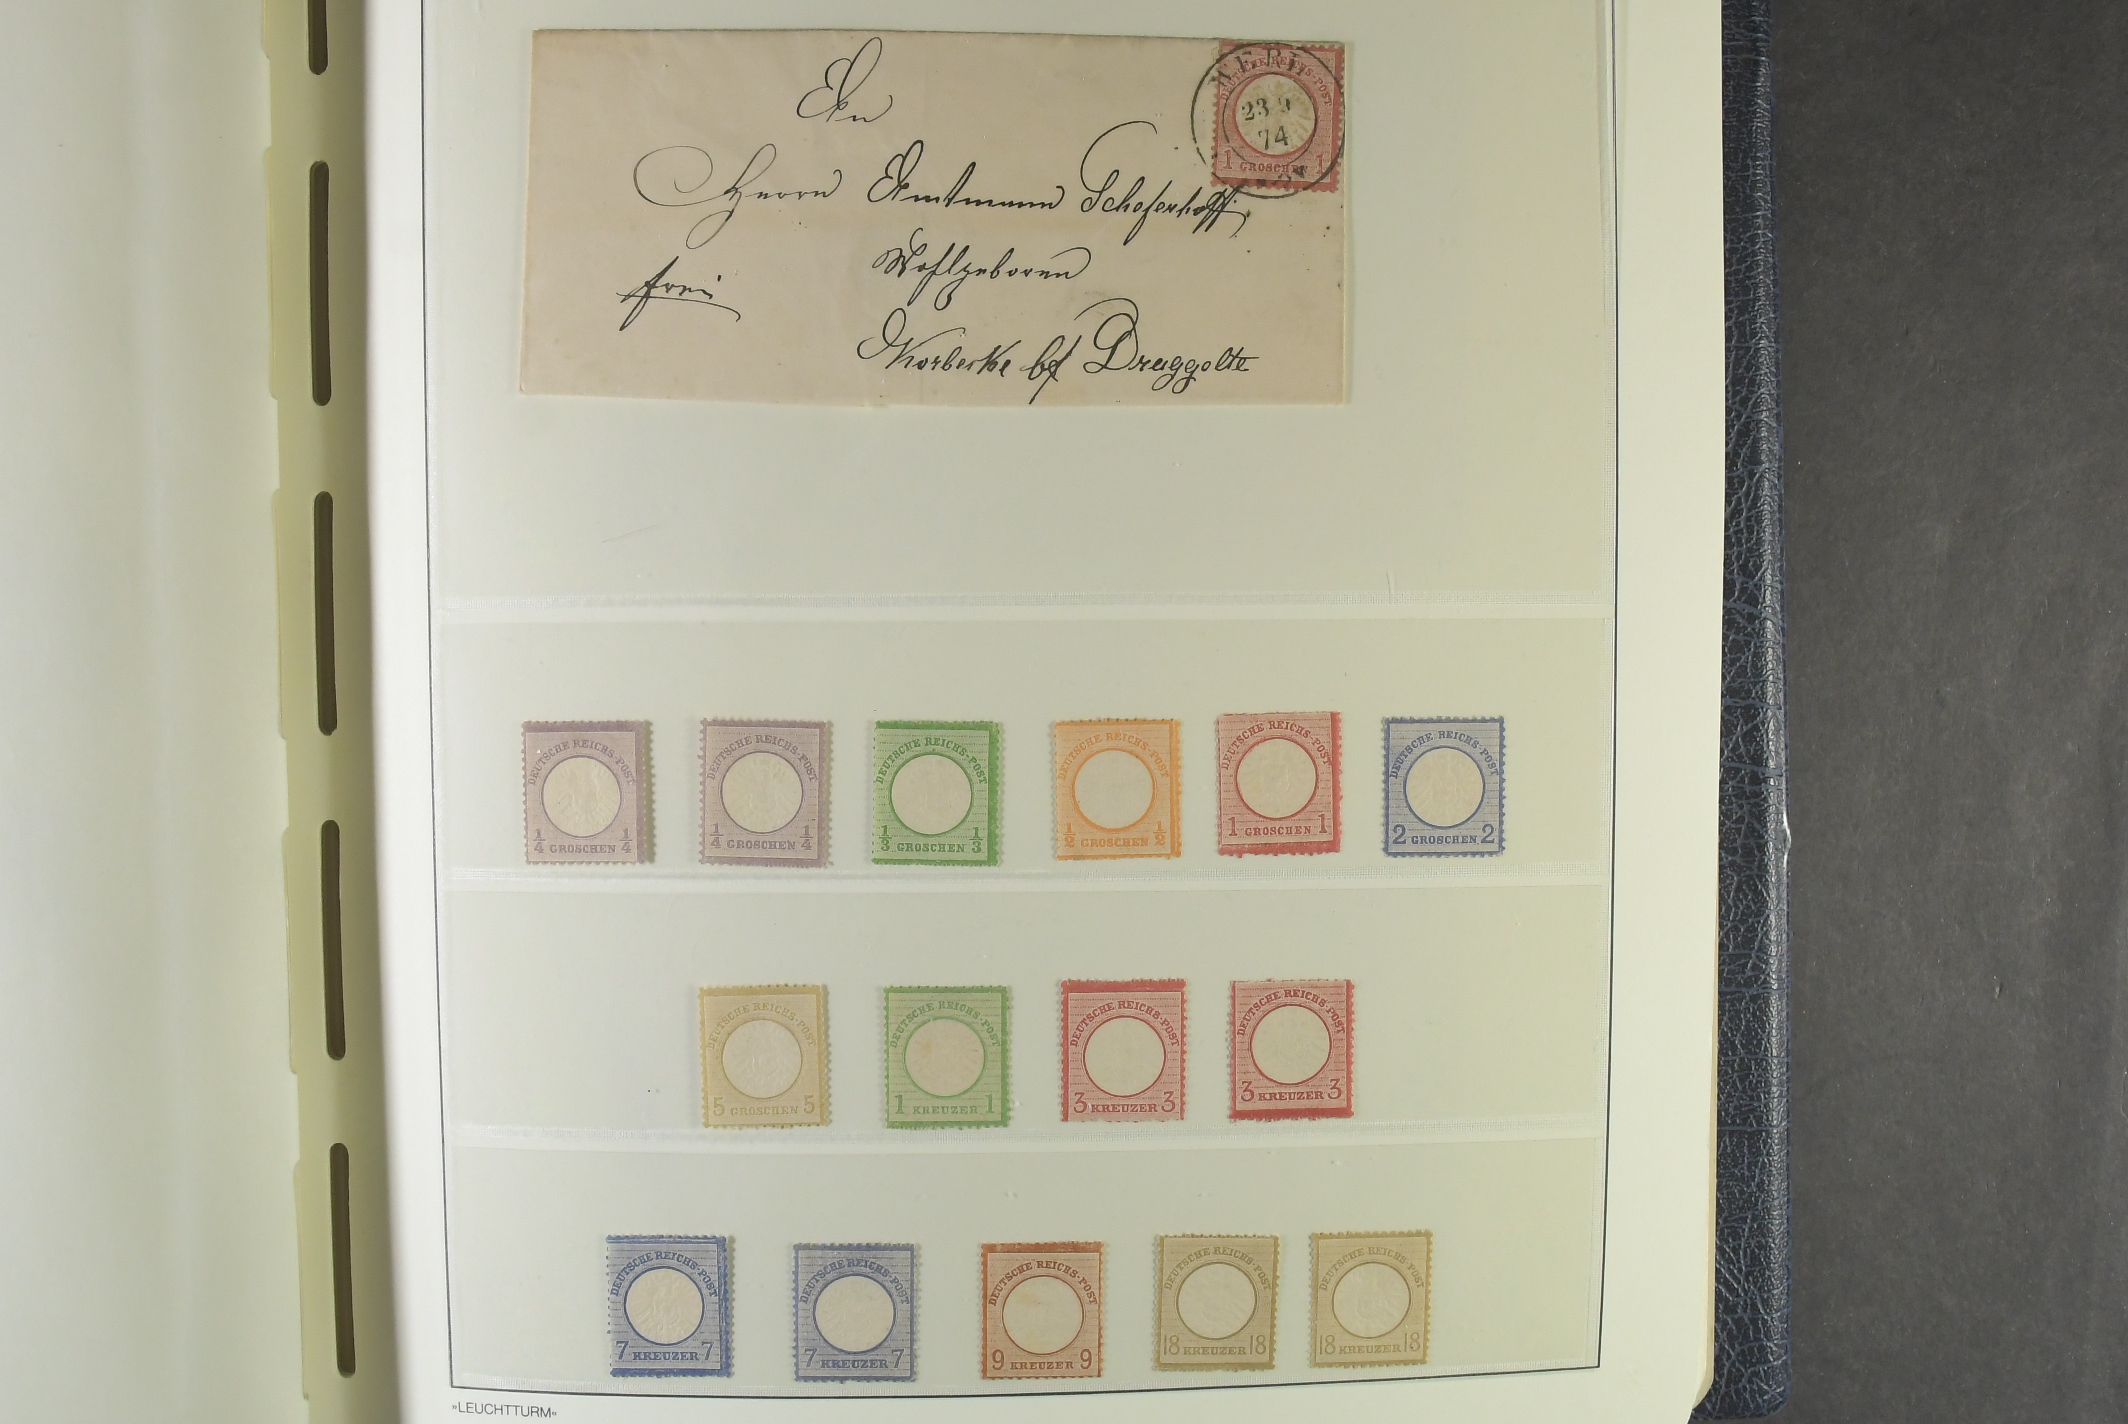 An
Herrn Amtmann Schoferhoff
Wohlgeboren
frei
Körbecke bei Drüggelte
WERL
23 9
74
DEUTSCHE REICHS-POST
1 GROSCHEN 1
DEUTSCHE REICHS-POST
1/4 GROSCHEN 1/4
DEUTSCHE REICHS-POST
1/4 GROSCHEN 1/4
DEUTSCHE REICHS-POST
1/3 GROSCHEN 1/3
DEUTSCHE REICHS-POST
1/2 GROSCHEN 1/2
DEUTSCHE REICHS-POST
1 GROSCHEN 1
DEUTSCHE REICHS-POST
2 GROSCHEN 2
DEUTSCHE REICHS-POST
5 GROSCHEN 5
DEUTSCHE REICHS-POST
1 KREUZER 1
DEUTSCHE REICHS-POST
3 KREUZER 3
DEUTSCHE REICHS-POST
3 KREUZER 3
DEUTSCHE REICHS-POST
7 KREUZER 7
DEUTSCHE REICHS-POST
7 KREUZER 7
DEUTSCHE REICHS-POST
9 KREUZER 9
DEUTSCHE REICHS-POST
18 KREUZER 18
DEUTSCHE REICHS-POST
18 KREUZER 18
»LEUCHTTURM«